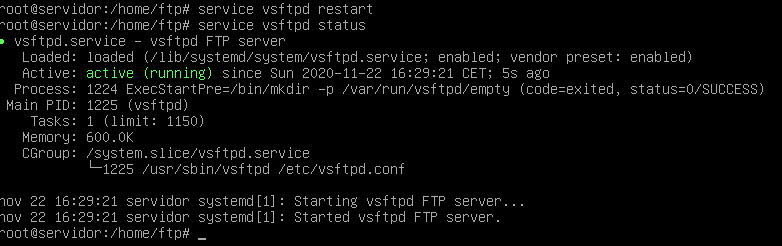 root@servidor:/home/ftp# service vsftpd restart
root@servidor:/home/ftp# service vsftpd status
● vsftpd.service - vsftpd FTP server
   Loaded: loaded (/lib/systemd/system/vsftpd.service; enabled; vendor preset: enabled)
   Active: active (running) since Sun 2020-11-22 16:29:21 CET; 5s ago
  Process: 1224 ExecStartPre=/bin/mkdir -p /var/run/vsftpd/empty (code=exited, status=0/SUCCESS)
 Main PID: 1225 (vsftpd)
    Tasks: 1 (limit: 1150)
   Memory: 600.0K
   CGroup: /system.slice/vsftpd.service
           └─1225 /usr/sbin/vsftpd /etc/vsftpd.conf
nov 22 16:29:21 servidor systemd[1]: Starting vsftpd FTP server...
nov 22 16:29:21 servidor systemd[1]: Started vsftpd FTP server.
root@servidor:/home/ftp# _